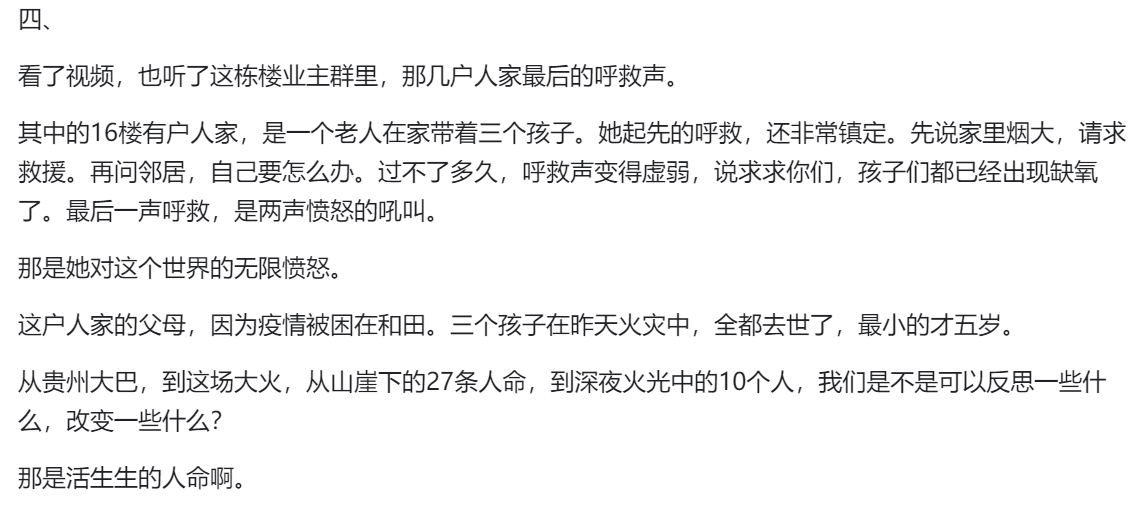 四、
看了视频，也听了这栋楼业主群里，那几户人家最后的呼救声。
其中的16楼有户人家，是一个老人在家带着三个孩子。她起先的呼救，还非常镇定。先说家里烟大，请求
救援。再问邻居，自己要怎么办。过不了多久，呼救声变得虚弱，说求求你们，孩子们都已经出现缺氧
了。最后一声呼救，是两声愤怒的吼叫。
那是她对这个世界的无限愤怒。
这户人家的父母，因为疫情被困在和田。三个孩子在昨天火灾中，全都去世了，最小的才五岁。
从贵州大巴，到这场大火，从山崖下的27条人命，到深夜火光中的10个人，我们是不是可以反思一些什
么，改变一些什么？
那是活生生的人命啊。